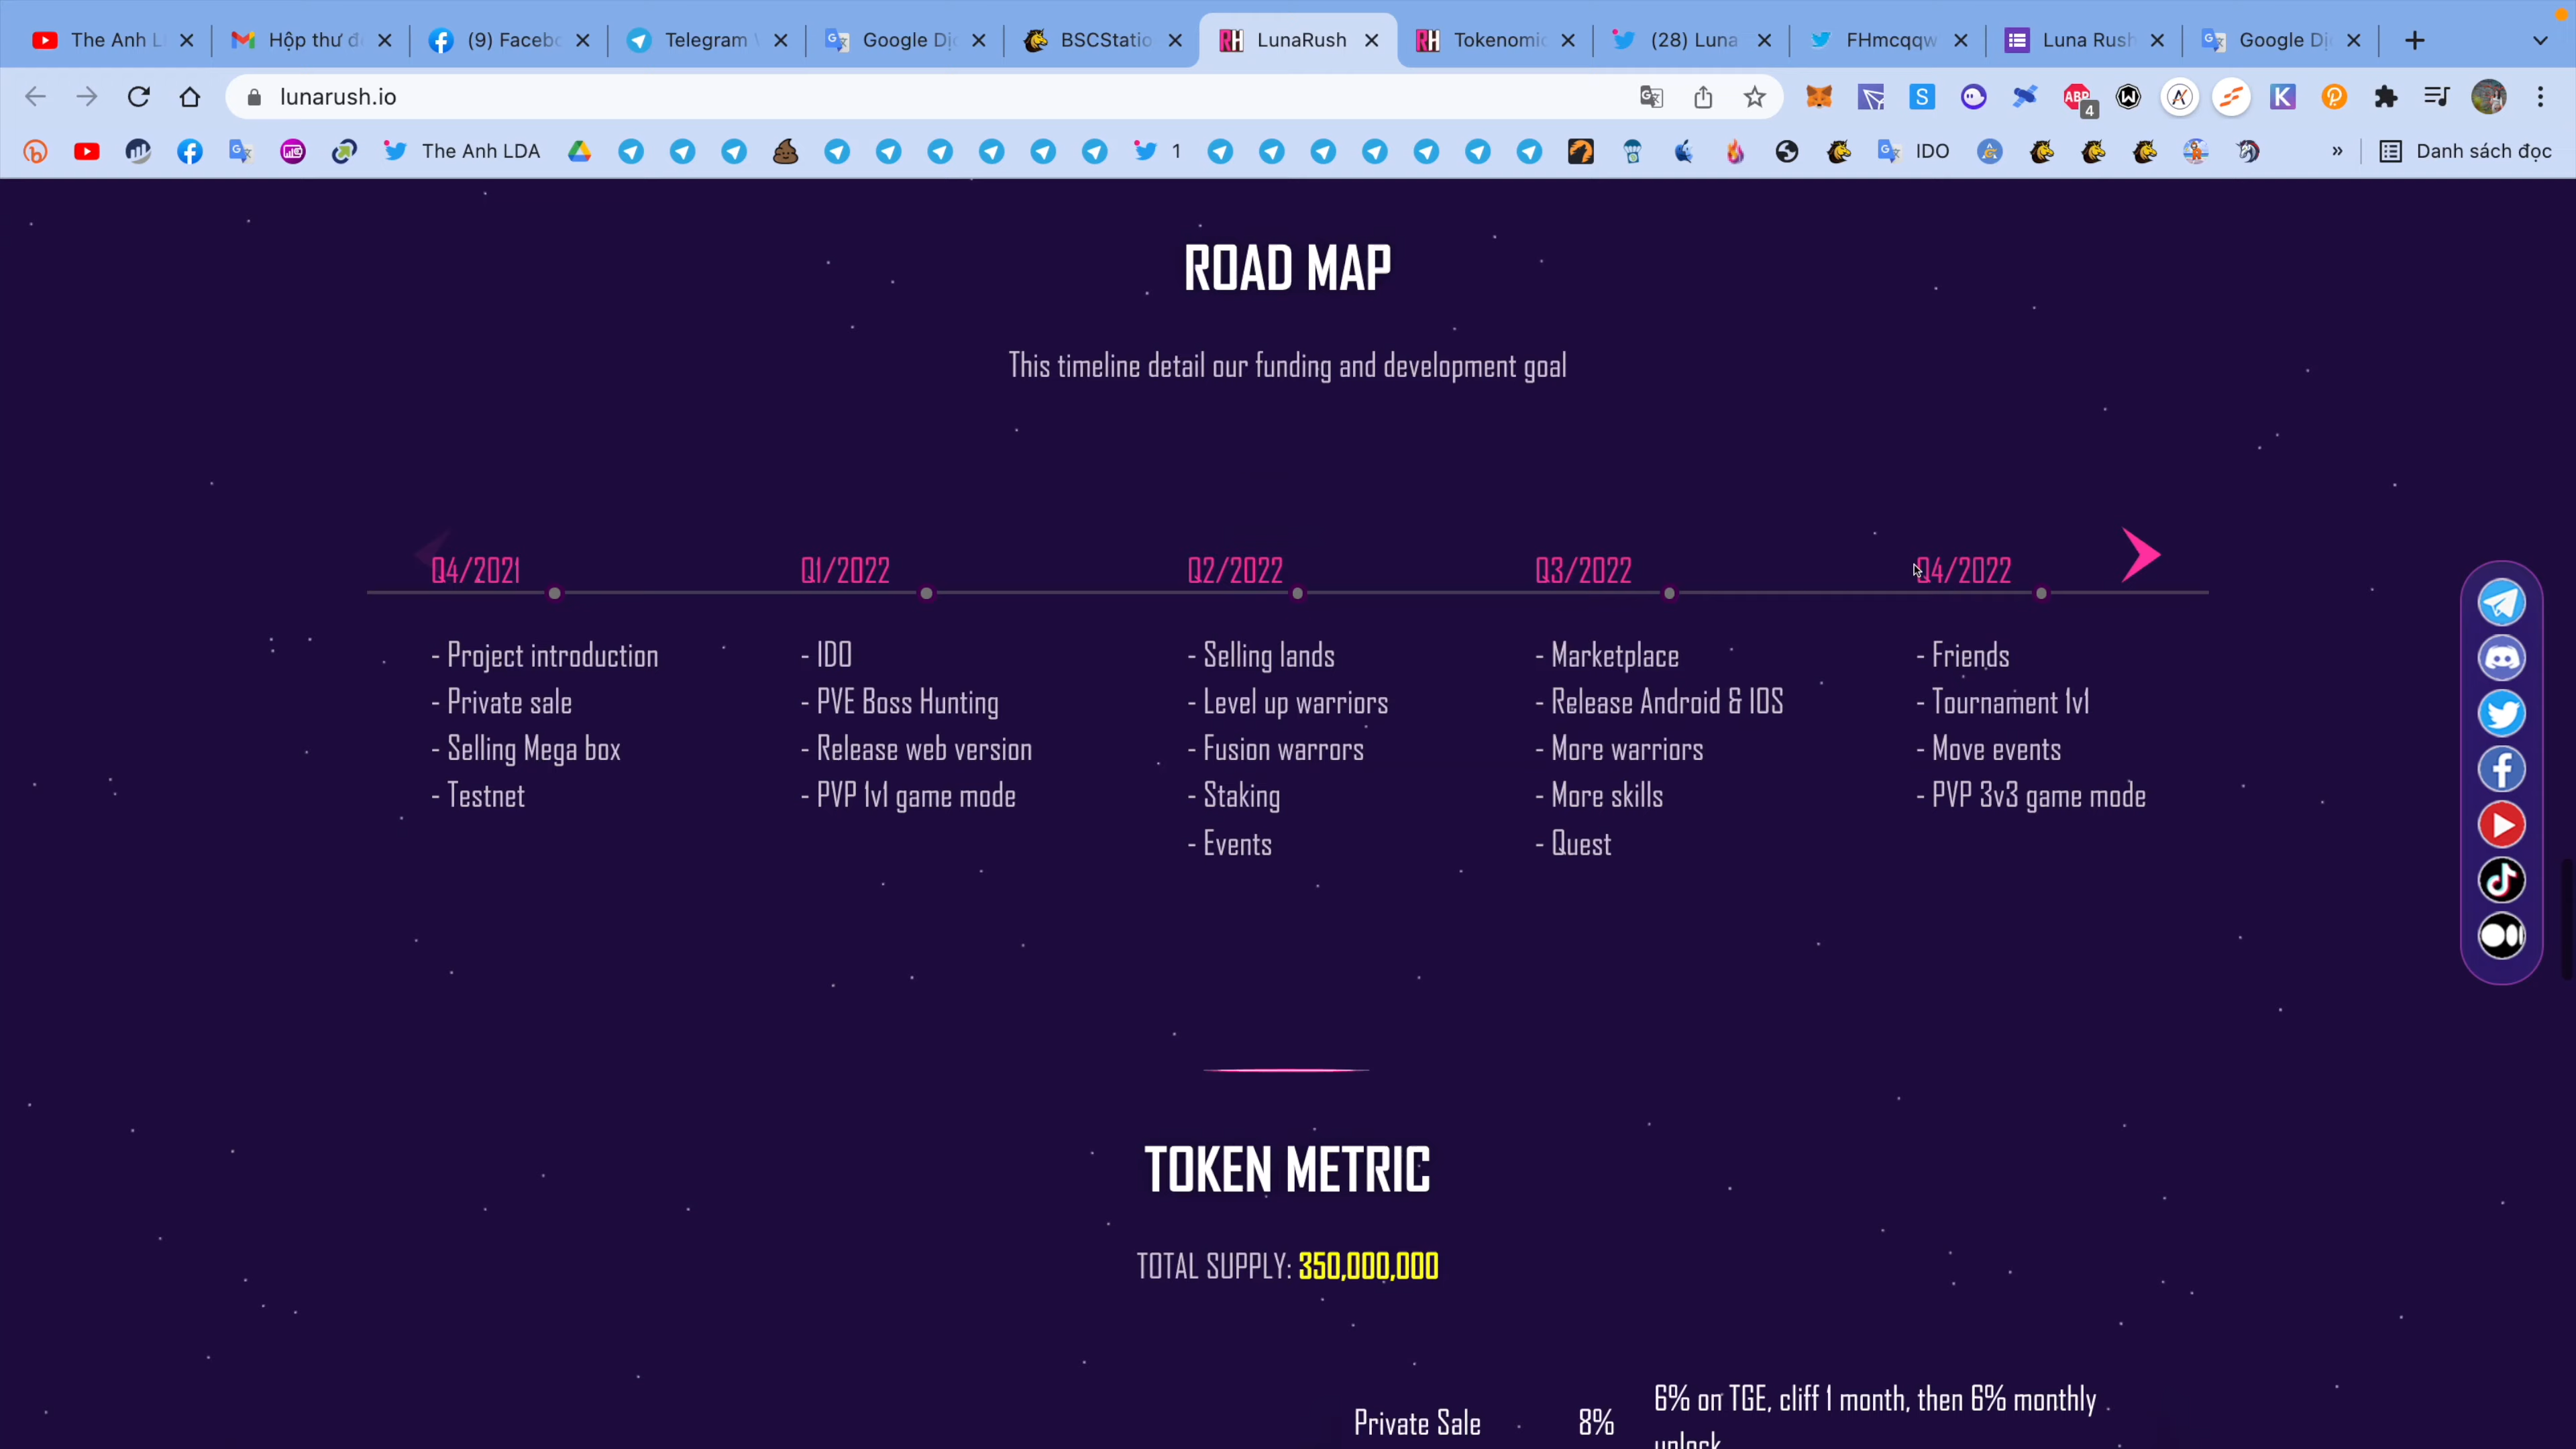 The Anh L
Hộp thư đ
(9) Facebo
Telegram
Google Dị
BSCStatio
LunaRush
Tokenomic
(28) Luna
FHmcqqw
Luna Rush
Google Dị
lunarush.io
ABP
4
The Anh LDA
1
IDO
Danh sách đọc
ROAD MAP
This timeline detail our funding and development goal
Q4/2021
- Project introduction
- Private sale
- Selling Mega box
- Testnet
Q1/2022
- IDO
- PVE Boss Hunting
- Release web version
- PVP 1v1 game mode
Q2/2022
- Selling lands
- Level up warriors
- Fusion warrors
- Staking
- Events
Q3/2022
- Marketplace
- Release Android & IOS
- More warriors
- More skills
- Quest
Q4/2022
- Friends
- Tournament 1v1
- Move events
- PVP 3v3 game mode
TOKEN METRIC
TOTAL SUPPLY: 350,000,000
Private Sale 8% 6% on TGE, cliff 1 month, then 6% monthly
unlock